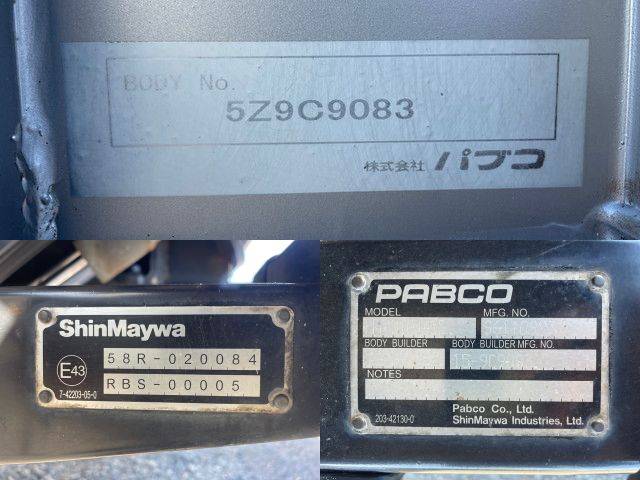 BODY No.
5Z9C9083
株式会社 パブコ
ShinMaywa
E43
58R-020084
RBS-00005
7-42203-05-0
PABCO
MODEL
MFG. NO.
BODY BUILDER
BODY BUILDER MFG. NO.
NOTES
203-42130-0
Pabco Co., Ltd.
ShinMaywa Industries, Ltd.